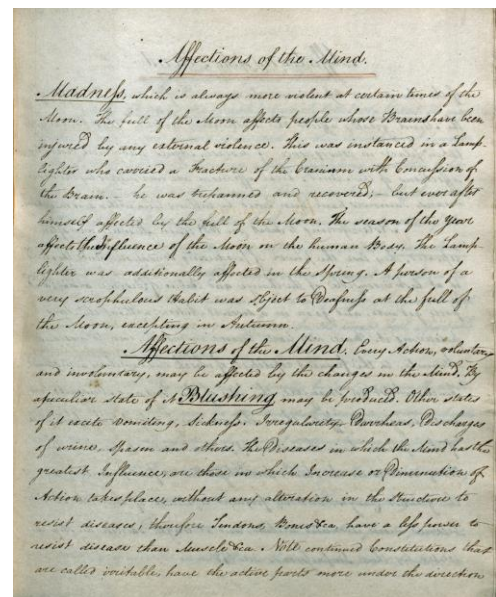 Affections of the Mind.
Madness, which is always more violent at certain times of the
Moon. The full of the Moon affects people whose Brains have been
injured by any external violence. This was instanced in a Lamp-
lighter who a Fracture of the Cranium with Concussion of
the Brain. he was trehanned and recovered; but ever after
himself affected by the full of the Moon. The season of the Year
affects the Influence of the Moon on the human Body. The Lamp-
lighter was additionally affected in the Spring. A person of a
very scrophulous Habit was sbject to Deafness at the full of
the Moon, excepting in Autumn.
Affections of the Mind. Every Action, voluntary
and involuntary, may be affected by the changes in the Mind. By
apeculiar state of it Blushing may be produced. Other states
of it excite vomiting, Sickness. Irregularity, Diarrheas, Discharges
of urine, Spasm and others. The Diseases in which the Mind has the
greatest Influence, are those in which Increase or Diminution of
Action takes place, without any alteration in the Structure to
resist diseases; therefore Tendons, Bones &ca. have a less power to
resist disease than Muscle &ca. Constitutions that
are called irritable, have the active parts more under the direction